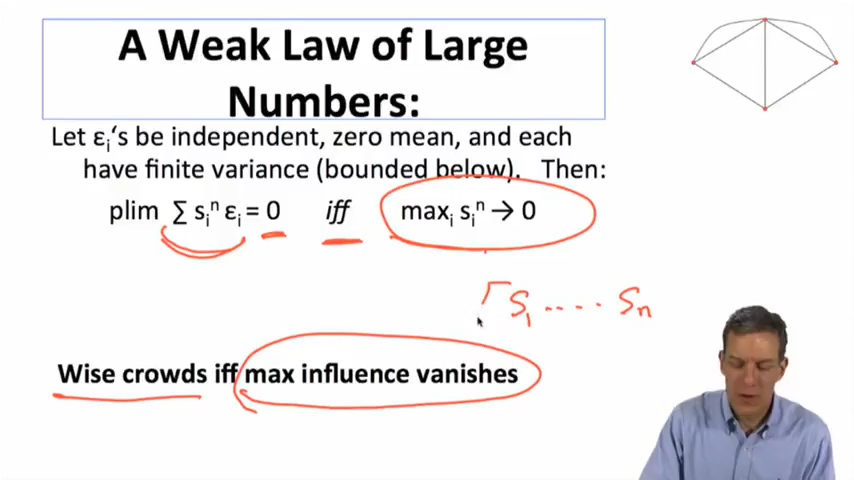 A Weak Law of Large
Numbers:
Let εᵢ‘s be independent, zero mean, and each
have finite variance (bounded below). Then:
plim ∑ sᵢⁿ εᵢ = 0 iff maxᵢ sᵢⁿ → 0
[ S₁ .... Sₙ
Wise crowds iff max influence vanishes